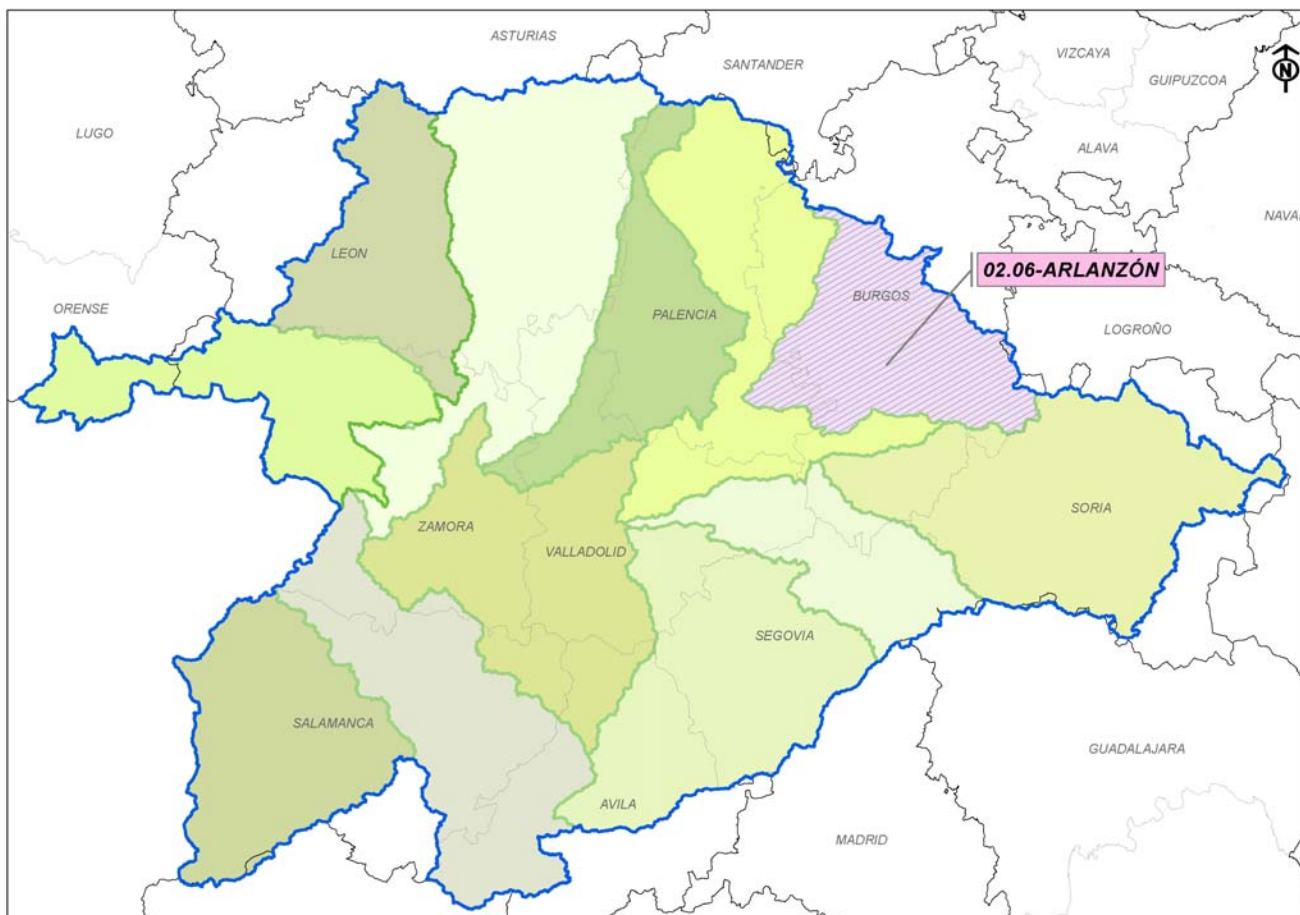 ASTURIAS
VIZCAYA
SANTANDER
GUIPUZCOA
N
LUGO
ALAVA
NAVA
LEON
02.06-ARLANZÓN
BURGOS
ORENSE
PALENCIA
LOGROÑO
SORIA
ZAMORA
VALLADOLID
SEGOVIA
SALAMANCA
GUADALAJARA
AVILA
MADRID